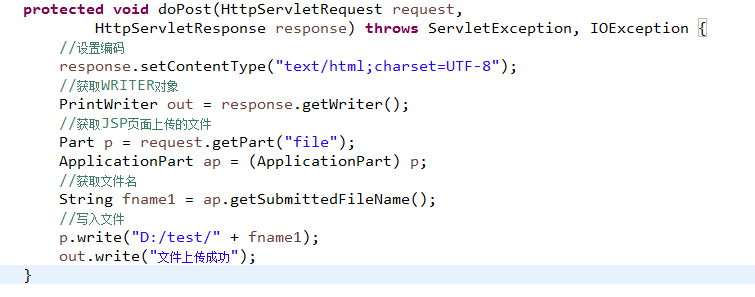 protected void doPost(HttpServletRequest request,
HttpServletResponse response) throws ServletException, IOException {
//设置编码
response.setContentType("text/html;charset=UTF-8");
//获取WRITER对象
PrintWriter out = response.getWriter();
//获取JSP页面上传的文件
Part p = request.getPart("file");
ApplicationPart ap = (ApplicationPart) p;
//获取文件名
String fname1 = ap.getSubmittedFileName();
//写入文件
p.write("D:/test/" + fname1);
out.write("文件上传成功");
}